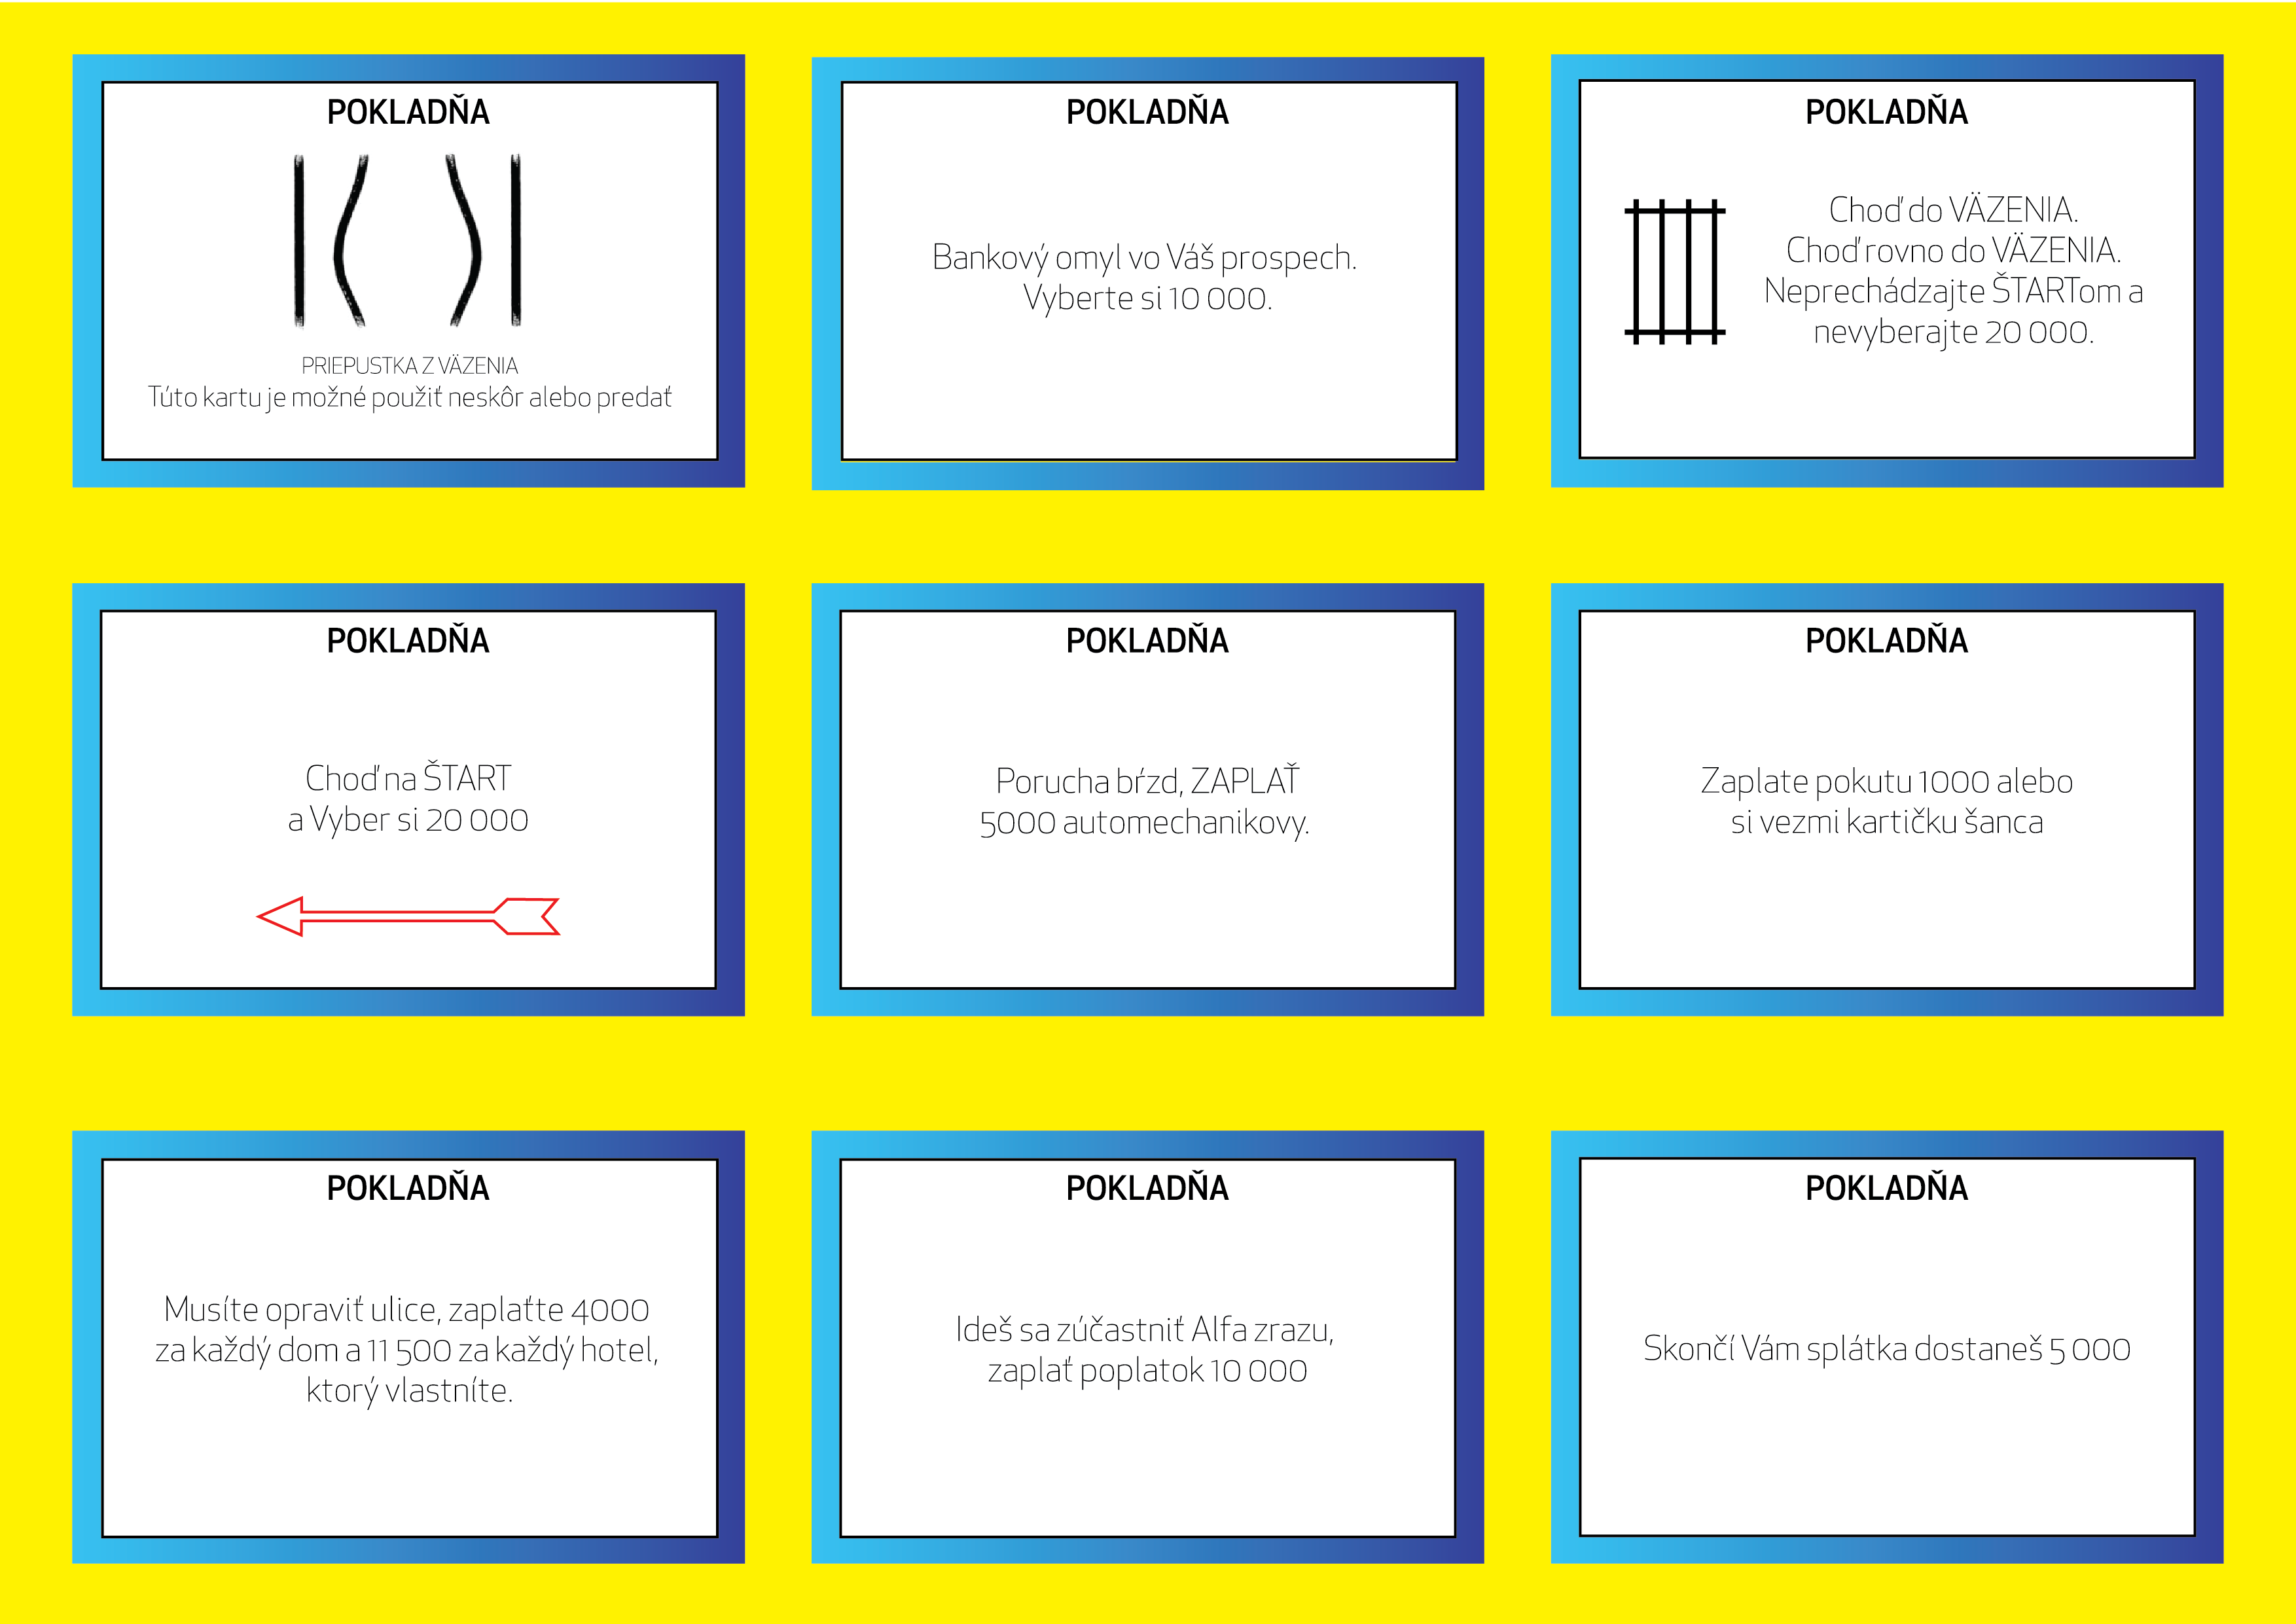 POKLADŇA
PRIEPUSTKA Z VÄZENIA
Túto kartu je možné použiť neskôr alebo predať
POKLADŇA
Bankový omyl vo Váš prospech.
Vyberte si 10 000.
POKLADŇA
Choď do VÄZENIA.
Choď rovno do VÄZENIA.
Neprechádzajte ŠTARTom a
nevyberajte 20 000.
POKLADŇA
Choď na ŠTART
a Vyber si 20 000
POKLADŇA
Porucha bŕzd, ZAPLAŤ
5000 automechanikovy.
POKLADŇA
Zaplate pokutu 1000 alebo
si vezmi kartičku šanca
POKLADŇA
Musíte opraviť ulice, zaplaťte 4000
za každý dom a 11 500 za každý hotel,
ktorý vlastníte.
POKLADŇA
Ideš sa zúčastniť Alfa zrazu,
zaplať poplatok 10 000
POKLADŇA
Skončí Vám splátka dostaneš 5 000